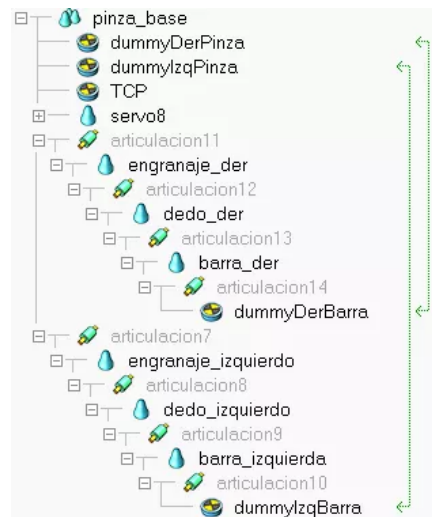 pinza_base
dummyDerPinza
dummyIzqPinza
TCP
servo8
articulacion11
engranaje_der
articulacion12
dedo_der
articulacion13
barra_der
articulacion14
dummyDerBarra
articulacion7
engranaje_izquierdo
articulacion8
dedo_izquierdo
articulacion9
barra_izquierda
articulacion10
dummyIzqBarra